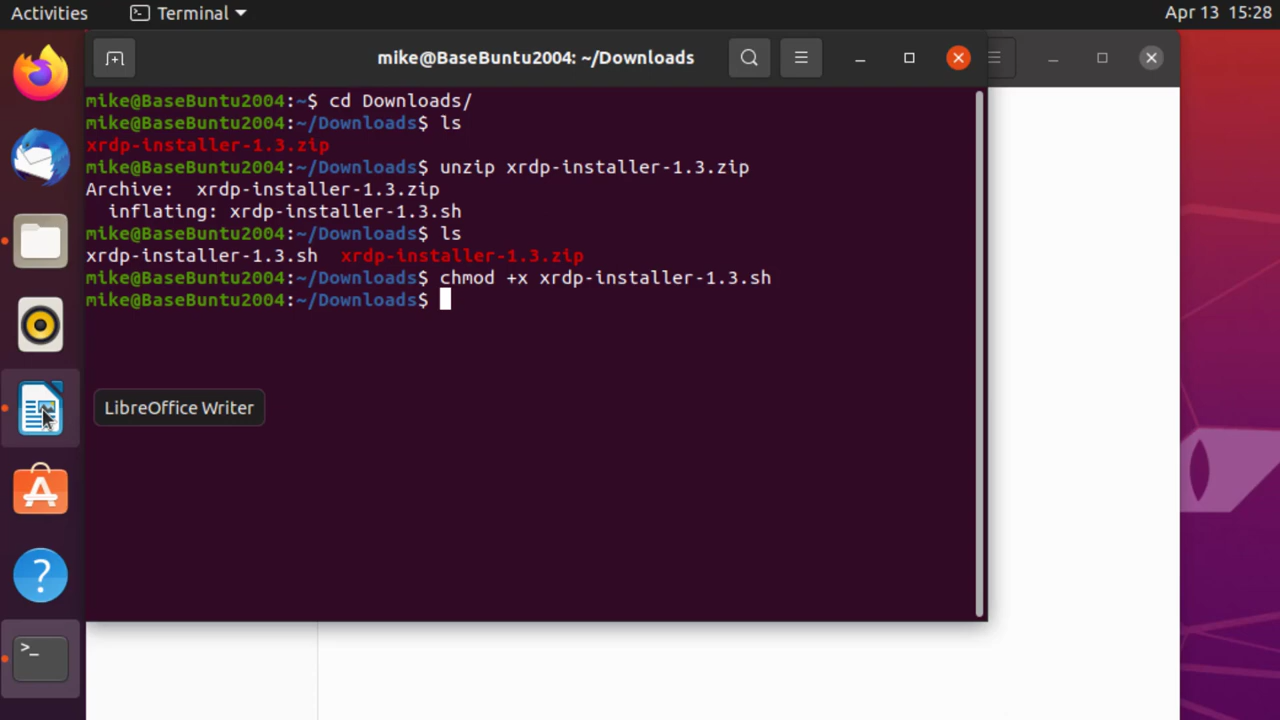 Activities Terminal Apr 13 15:28
mike@BaseBuntu2004: ~/Downloads
mike@BaseBuntu2004:~$ cd Downloads/
mike@BaseBuntu2004:~/Downloads$ ls
xrdp-installer-1.3.zip
mike@BaseBuntu2004:~/Downloads$ unzip xrdp-installer-1.3.zip
Archive:  xrdp-installer-1.3.zip
  inflating: xrdp-installer-1.3.sh
mike@BaseBuntu2004:~/Downloads$ ls
xrdp-installer-1.3.sh  xrdp-installer-1.3.zip
mike@BaseBuntu2004:~/Downloads$ chmod +x xrdp-installer-1.3.sh
mike@BaseBuntu2004:~/Downloads$
LibreOffice Writer